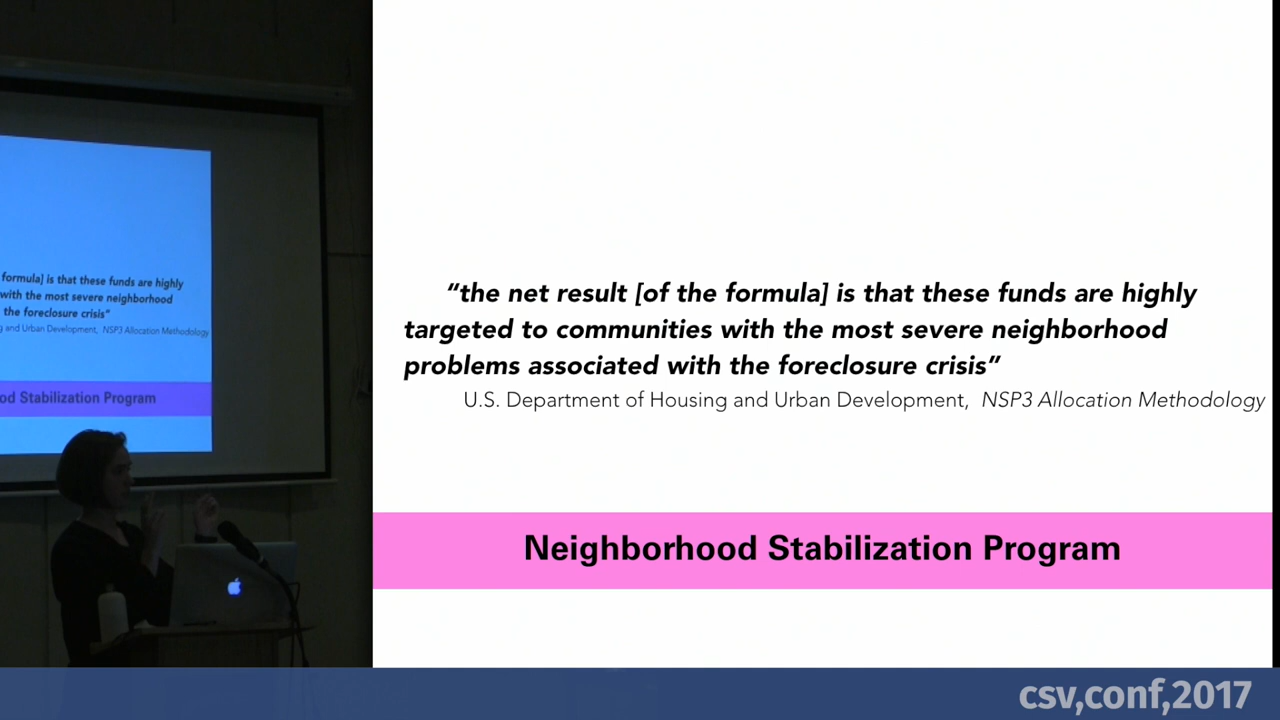 formula] is that these funds are highly
with the most severe neighborhood
the foreclosure crisis”
g and Urban Development, NSP3 Allocation Methodology
od Stabilization Program
“the net result [of the formula] is that these funds are highly
targeted to communities with the most severe neighborhood
problems associated with the foreclosure crisis”
U.S. Department of Housing and Urban Development, NSP3 Allocation Methodology
Neighborhood Stabilization Program
csv,conf,2017